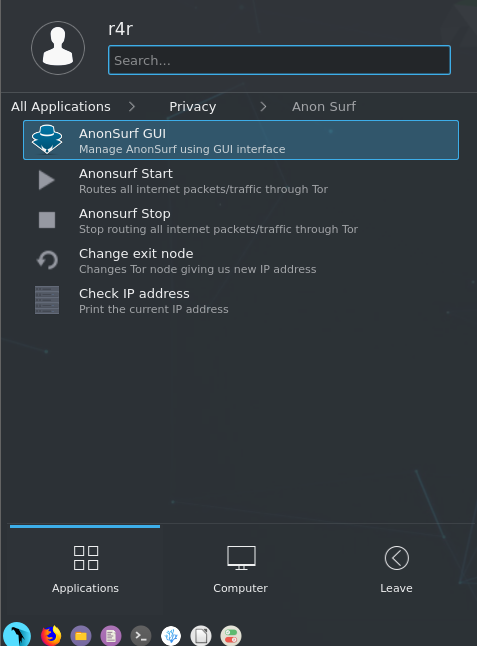 r4r
Search...
All Applications > Privacy > Anon Surf
AnonSurf GUI
Manage AnonSurf using GUI interface
Anonsurf Start
Routes all internet packets/traffic through Tor
Anonsurf Stop
Stop routing all internet packets/traffic through Tor
Change exit node
Changes Tor node giving us new IP address
Check IP address
Print the current IP address
Applications Computer Leave